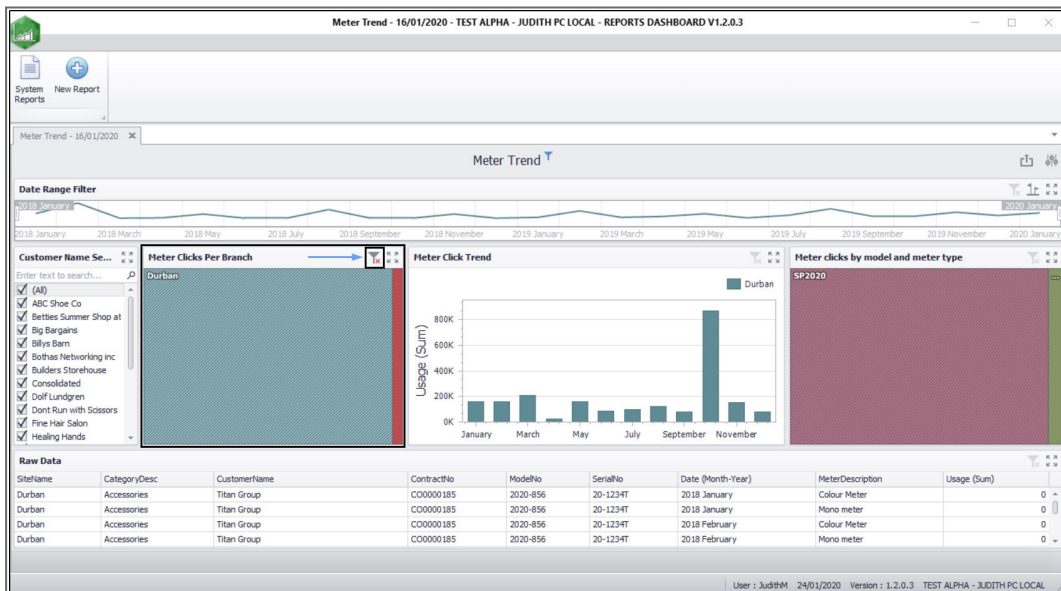 Meter Trend - 16/01/2020 - TEST ALPHA - JUDITH PC LOCAL - REPORTS DASHBOARD V1.2.0.3
System Reports
New Report
Meter Trend - 16/01/2020
Meter Trend
Date Range Filter
2018 January
2020 January
2018 January 2018 March 2018 May 2018 July 2018 September 2018 November 2019 January 2019 March 2019 May 2019 July 2019 September 2019 November 2020 January
Customer Name Se...
Enter text to search...
(All)
ABC Shoe Co
Betties Summer Shop at
Big Bargains
Billys Barn
Bothas Networking inc
Builders Storehouse
Consolidated
Dolf Lundgren
Dont Run with Scissors
Fine Hair Salon
Healing Hands
Meter Clicks Per Branch
Durban
Meter Click Trend
Durban
Usage (Sum)
800K
600K
400K
200K
0K
January March May July September November
Meter clicks by model and meter type
SP2020
...
Raw Data
SiteName CategoryDesc CustomerName ContractNo ModelNo SerialNo Date (Month-Year) MeterDescription Usage (Sum)
Durban Accessories Titan Group CO0000185 2020-856 20-1234T 2018 January Colour Meter 0
Durban Accessories Titan Group CO0000185 2020-856 20-1234T 2018 January Mono meter 0
Durban Accessories Titan Group CO0000185 2020-856 20-1234T 2018 February Colour Meter 0
Durban Accessories Titan Group CO0000185 2020-856 20-1234T 2018 February Mono meter 0
User : JudithM 24/01/2020 Version : 1.2.0.3 TEST ALPHA - JUDITH PC LOCAL